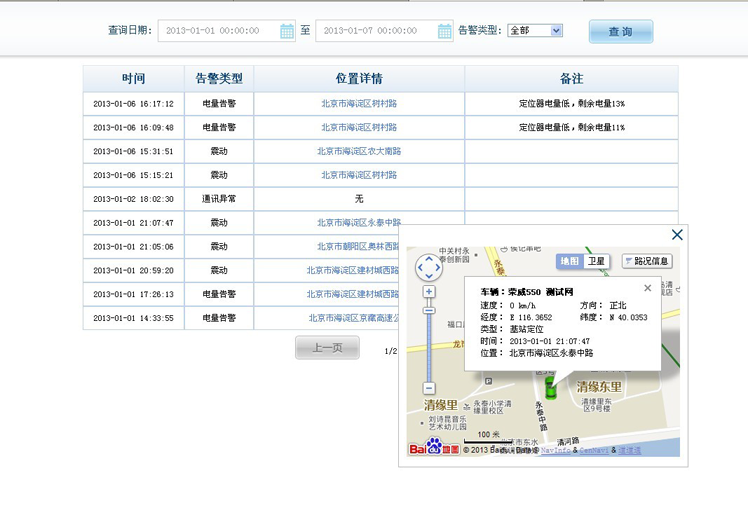 查询日期: 2013-01-01 00:00:00 至 2013-01-07 00:00:00 告警类型: 全部 查 询
时间 告警类型 位置详情 备注
2013-01-06 16:17:12 电量告警 北京市海淀区树村路 定位器电量低，剩余电量13%
2013-01-06 16:09:48 电量告警 北京市海淀区树村路 定位器电量低，剩余电量11%
2013-01-06 15:31:51 震动 北京市海淀区农大南路
2013-01-06 15:15:21 震动 北京市海淀区树村路
2013-01-02 18:02:30 通讯异常 无
2013-01-01 21:07:47 震动 北京市海淀区永泰中路
2013-01-01 21:05:06 震动 北京市朝阳区奥林西路
2013-01-01 20:59:20 震动 北京市海淀区建材城西路
2013-01-01 17:26:13 电量告警 北京市海淀区建材城西路
2013-01-01 14:33:55 电量告警 北京市海淀区京藏高速公
上一页 1/2
中关村永
泰创新园
地图 卫星 路况信息
车辆：荣威550 测试网
速度： 0 km/h 方向： 正北
经度： E 116.3652 纬度： N 40.0353
类型： 基站定位
时间： 2013-01-01 21:07:47
位置： 北京市海淀区永泰中路
福口
P
清缘东里
清缘里
永泰小学清
缘里校区
清缘里东
区9号楼
永泰中路
刘诗昆音乐
艺术幼儿园
100 米
清河路
Bai du 地图 © 2013 Baidu - Data © NavInfo & CenNavi & 道道通